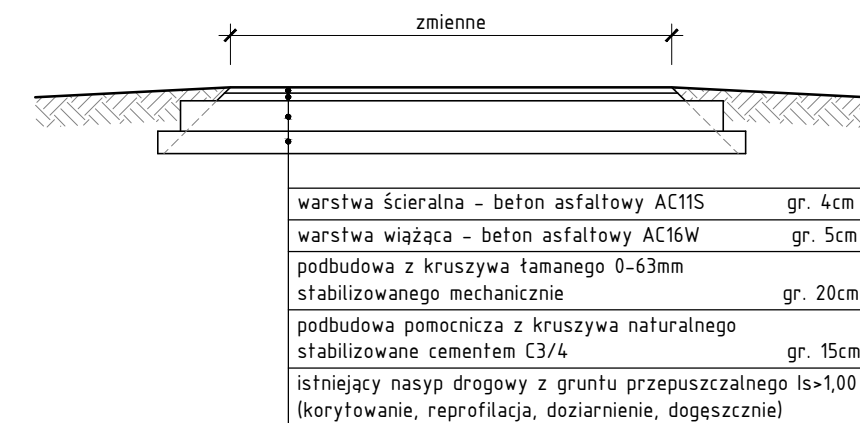 zmienne
warstwa ścieralna - beton asfaltowy AC11S gr. 4cm
warstwa wiążąca - beton asfaltowy AC16W gr. 5cm
podbudowa z kruszywa łamanego 0-63mm
stabilizowanego mechanicznie gr. 20cm
podbudowa pomocnicza z kruszywa naturalnego
stabilizowane cementem C3/4 gr. 15cm
istniejący nasyp drogowy z gruntu przepuszczalnego Is>1,00
(korytowanie, reprofilacja, doziarnienie, dogęszcznie)